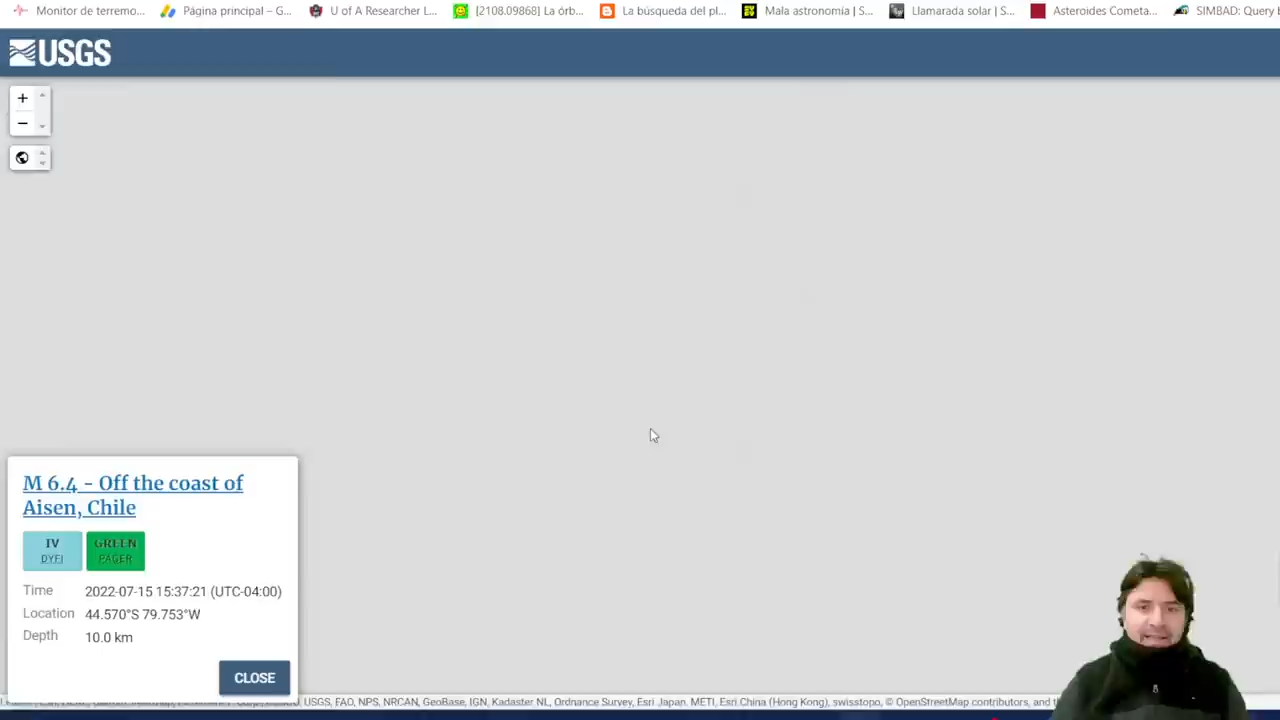 Monitor de terremo... Página principal – G... U of A Researcher L... [2108.09868] La órb... La búsqueda del pl... Mala astronomía | S... Llamarada solar | S... Asteroides Cometa... SIMBAD: Query b
USGS
+
−
M 6.4 - Off the coast of
Aisen, Chile
IV GREEN
DYFI PAGER
Time 2022-07-15 15:37:21 (UTC-04:00)
Location 44.570°S 79.753°W
Depth 10.0 km
CLOSE
USGS, FAO, NPS, NRCAN, GeoBase, IGN, Kadaster NL, Ordnance Survey, Esri Japan, METI, Esri China (Hong Kong), swisstopo, © OpenStreetMap contributors, and